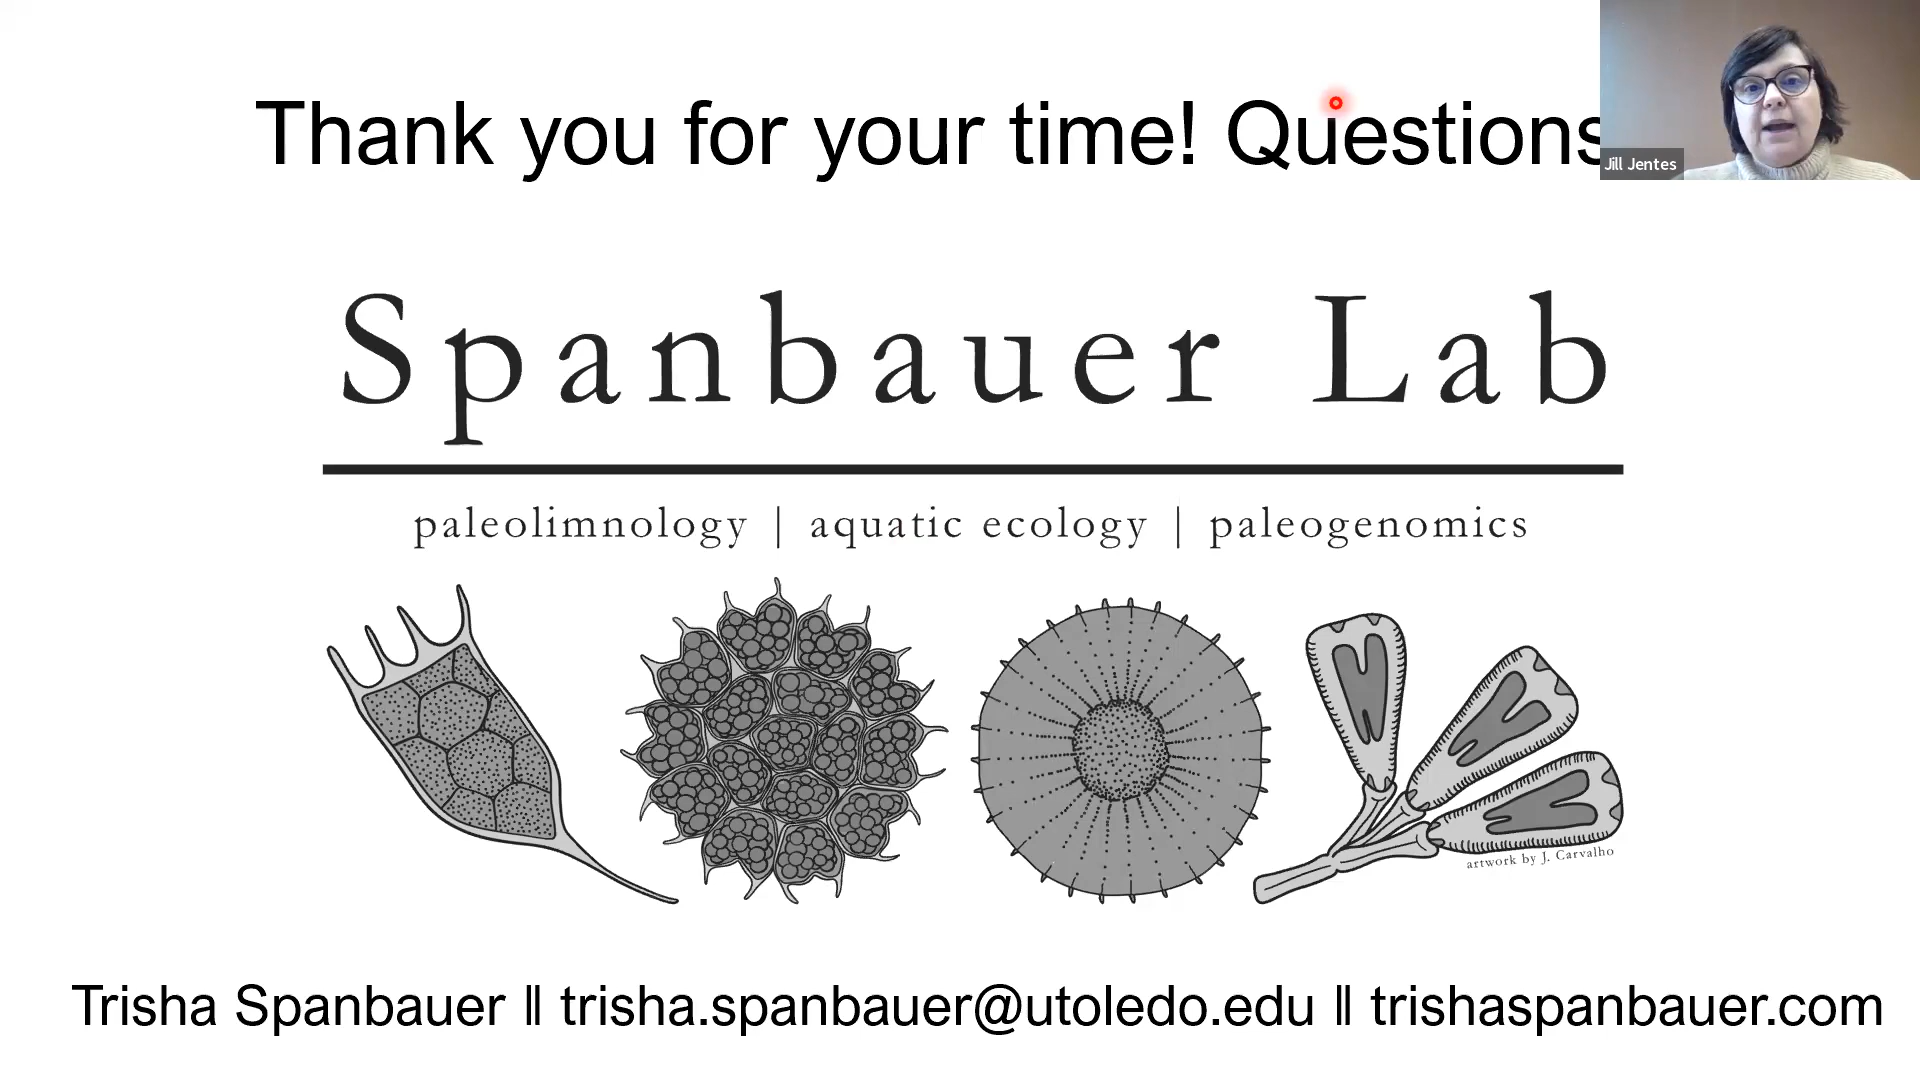 Thank you for your time! Questions
Jill Jentes
Spanbauer Lab
paleolimnology | aquatic ecology | paleogenomics
artwork by J. Carvalho
Trisha Spanbauer ǁ trisha.spanbauer@utoledo.edu ǁ trishaspanbauer.com